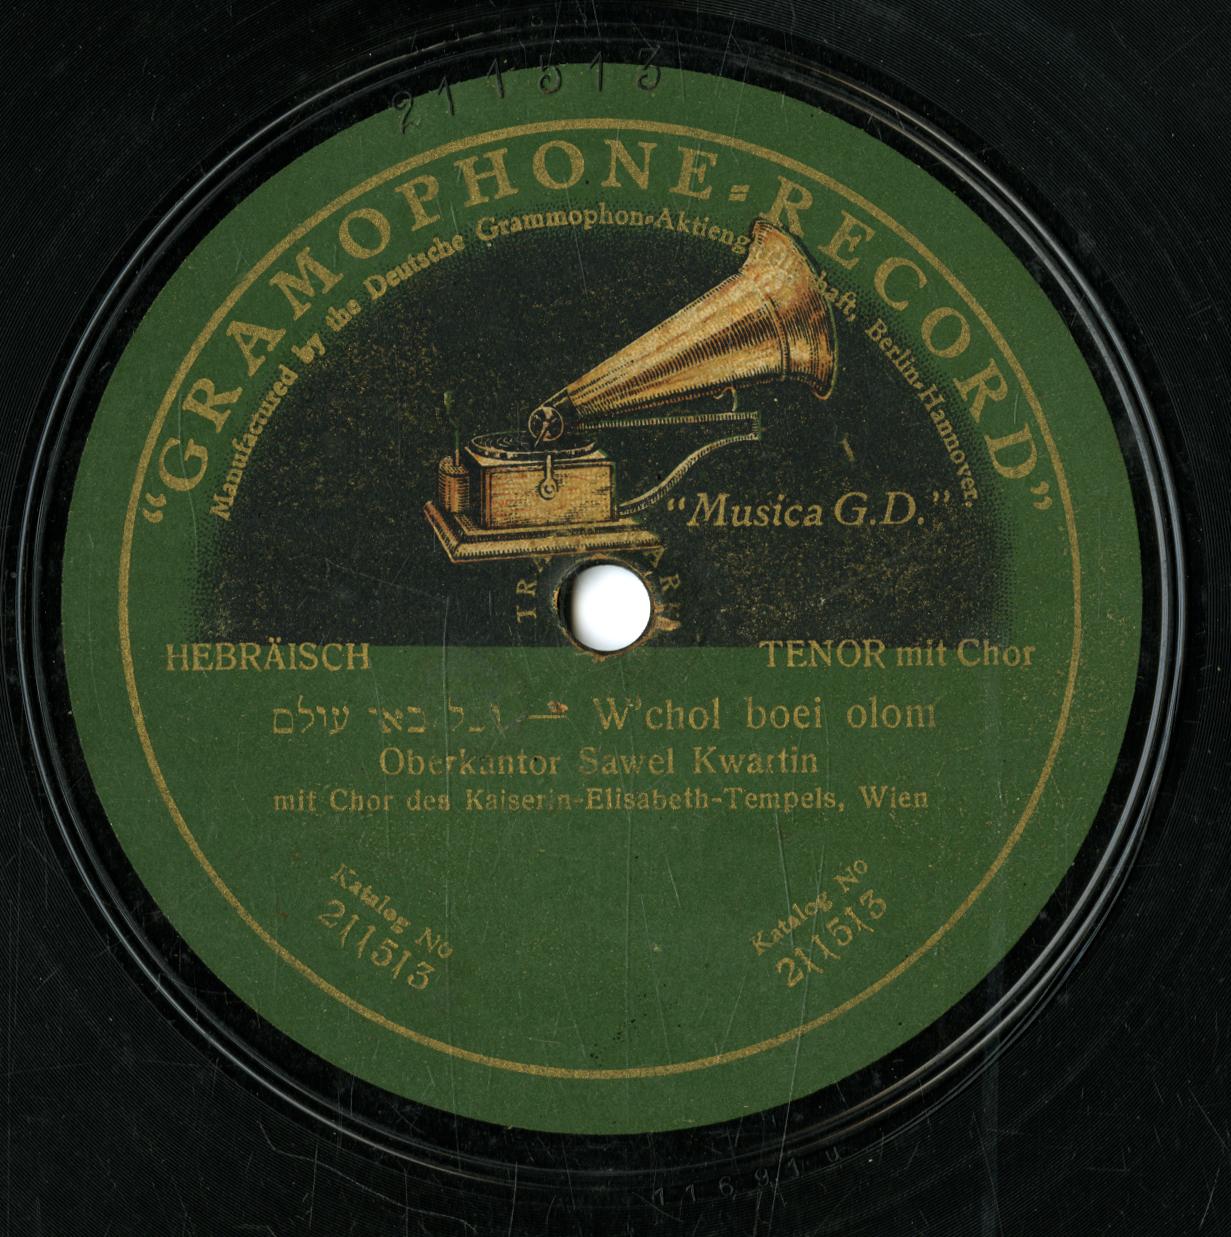 211513
“GRAMOPHONE-RECORD”
Manufactured by the Deutsche Grammophon-Aktiengesellschaft, Berlin-Hannover.
“Musica G.D.”
HEBRÄISCH
TENOR mit Chor
וכל באי עולם — W'chol boei olom
Oberkantor Sawel Kwartin
mit Chor des Kaiserin-Elisabeth-Tempels, Wien
Katalog No
211513
Katalog No
211513